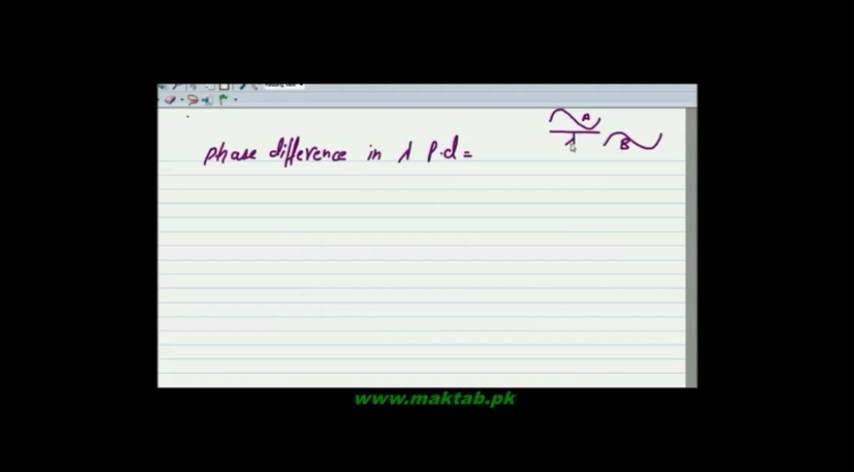 A
phase difference in λ P.d =
λ
B
www.maktab.pk